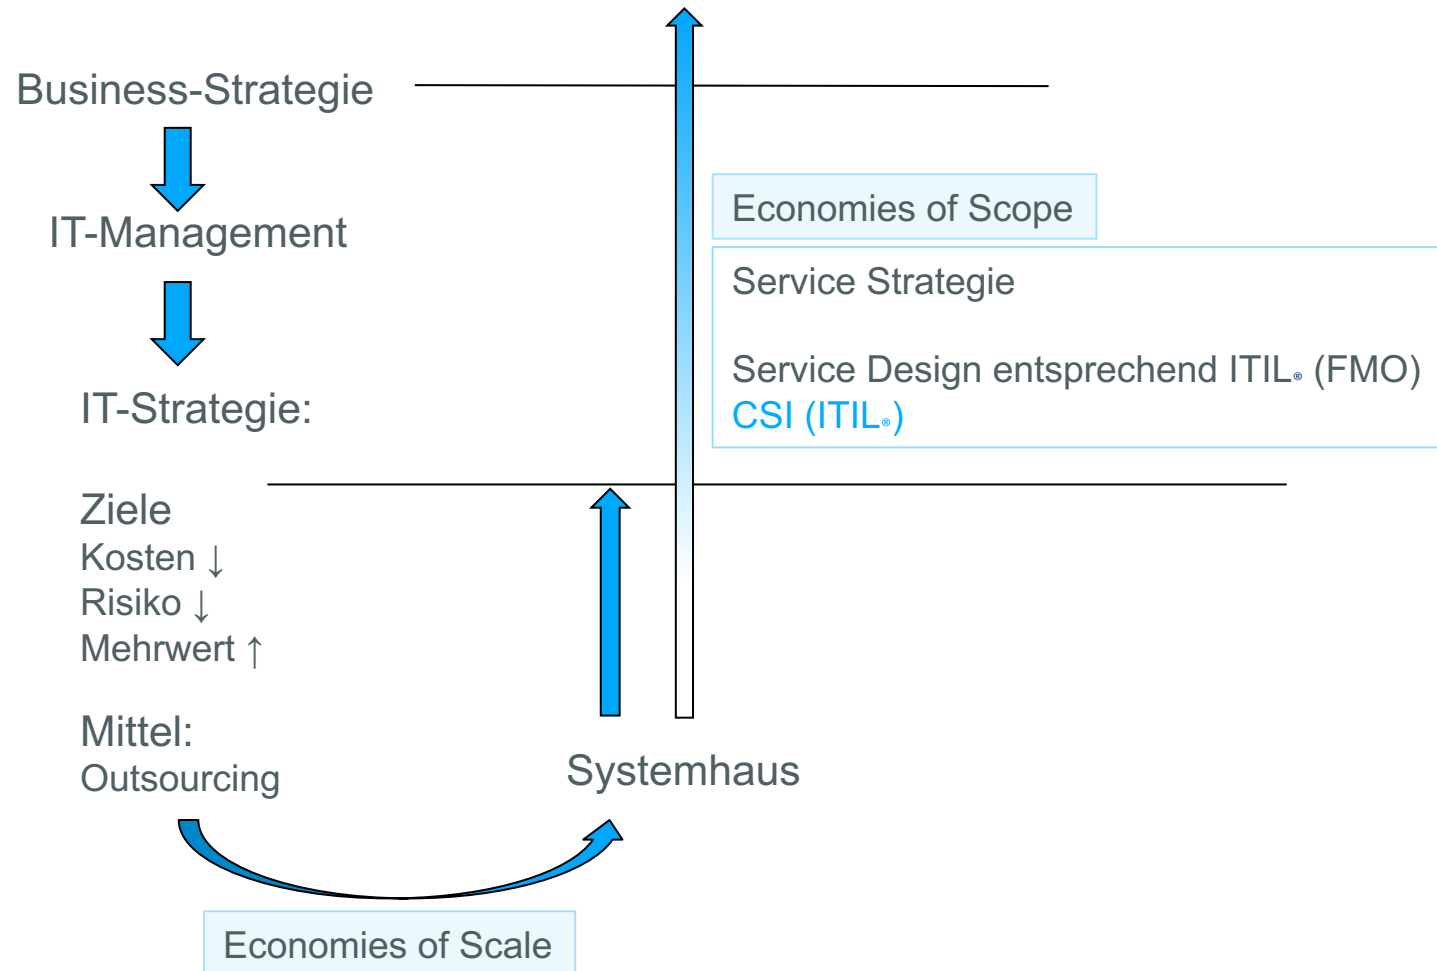 Business-Strategie
IT-Management
IT-Strategie:
Ziele
Kosten ↓
Risiko ↓
Mehrwert ↑
Mittel:
Outsourcing
Economies of Scale
Systemhaus
Economies of Scope
Service Strategie
Service Design entsprechend ITIL® (FMO)
CSI (ITIL®)